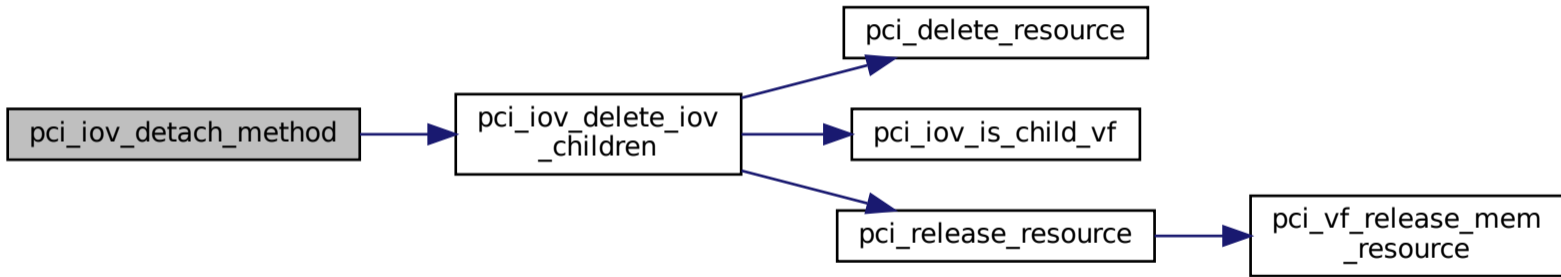 pci_iov_detach_method
pci_iov_delete_iov
_children
pci_delete_resource
pci_iov_is_child_vf
pci_release_resource
pci_vf_release_mem
_resource